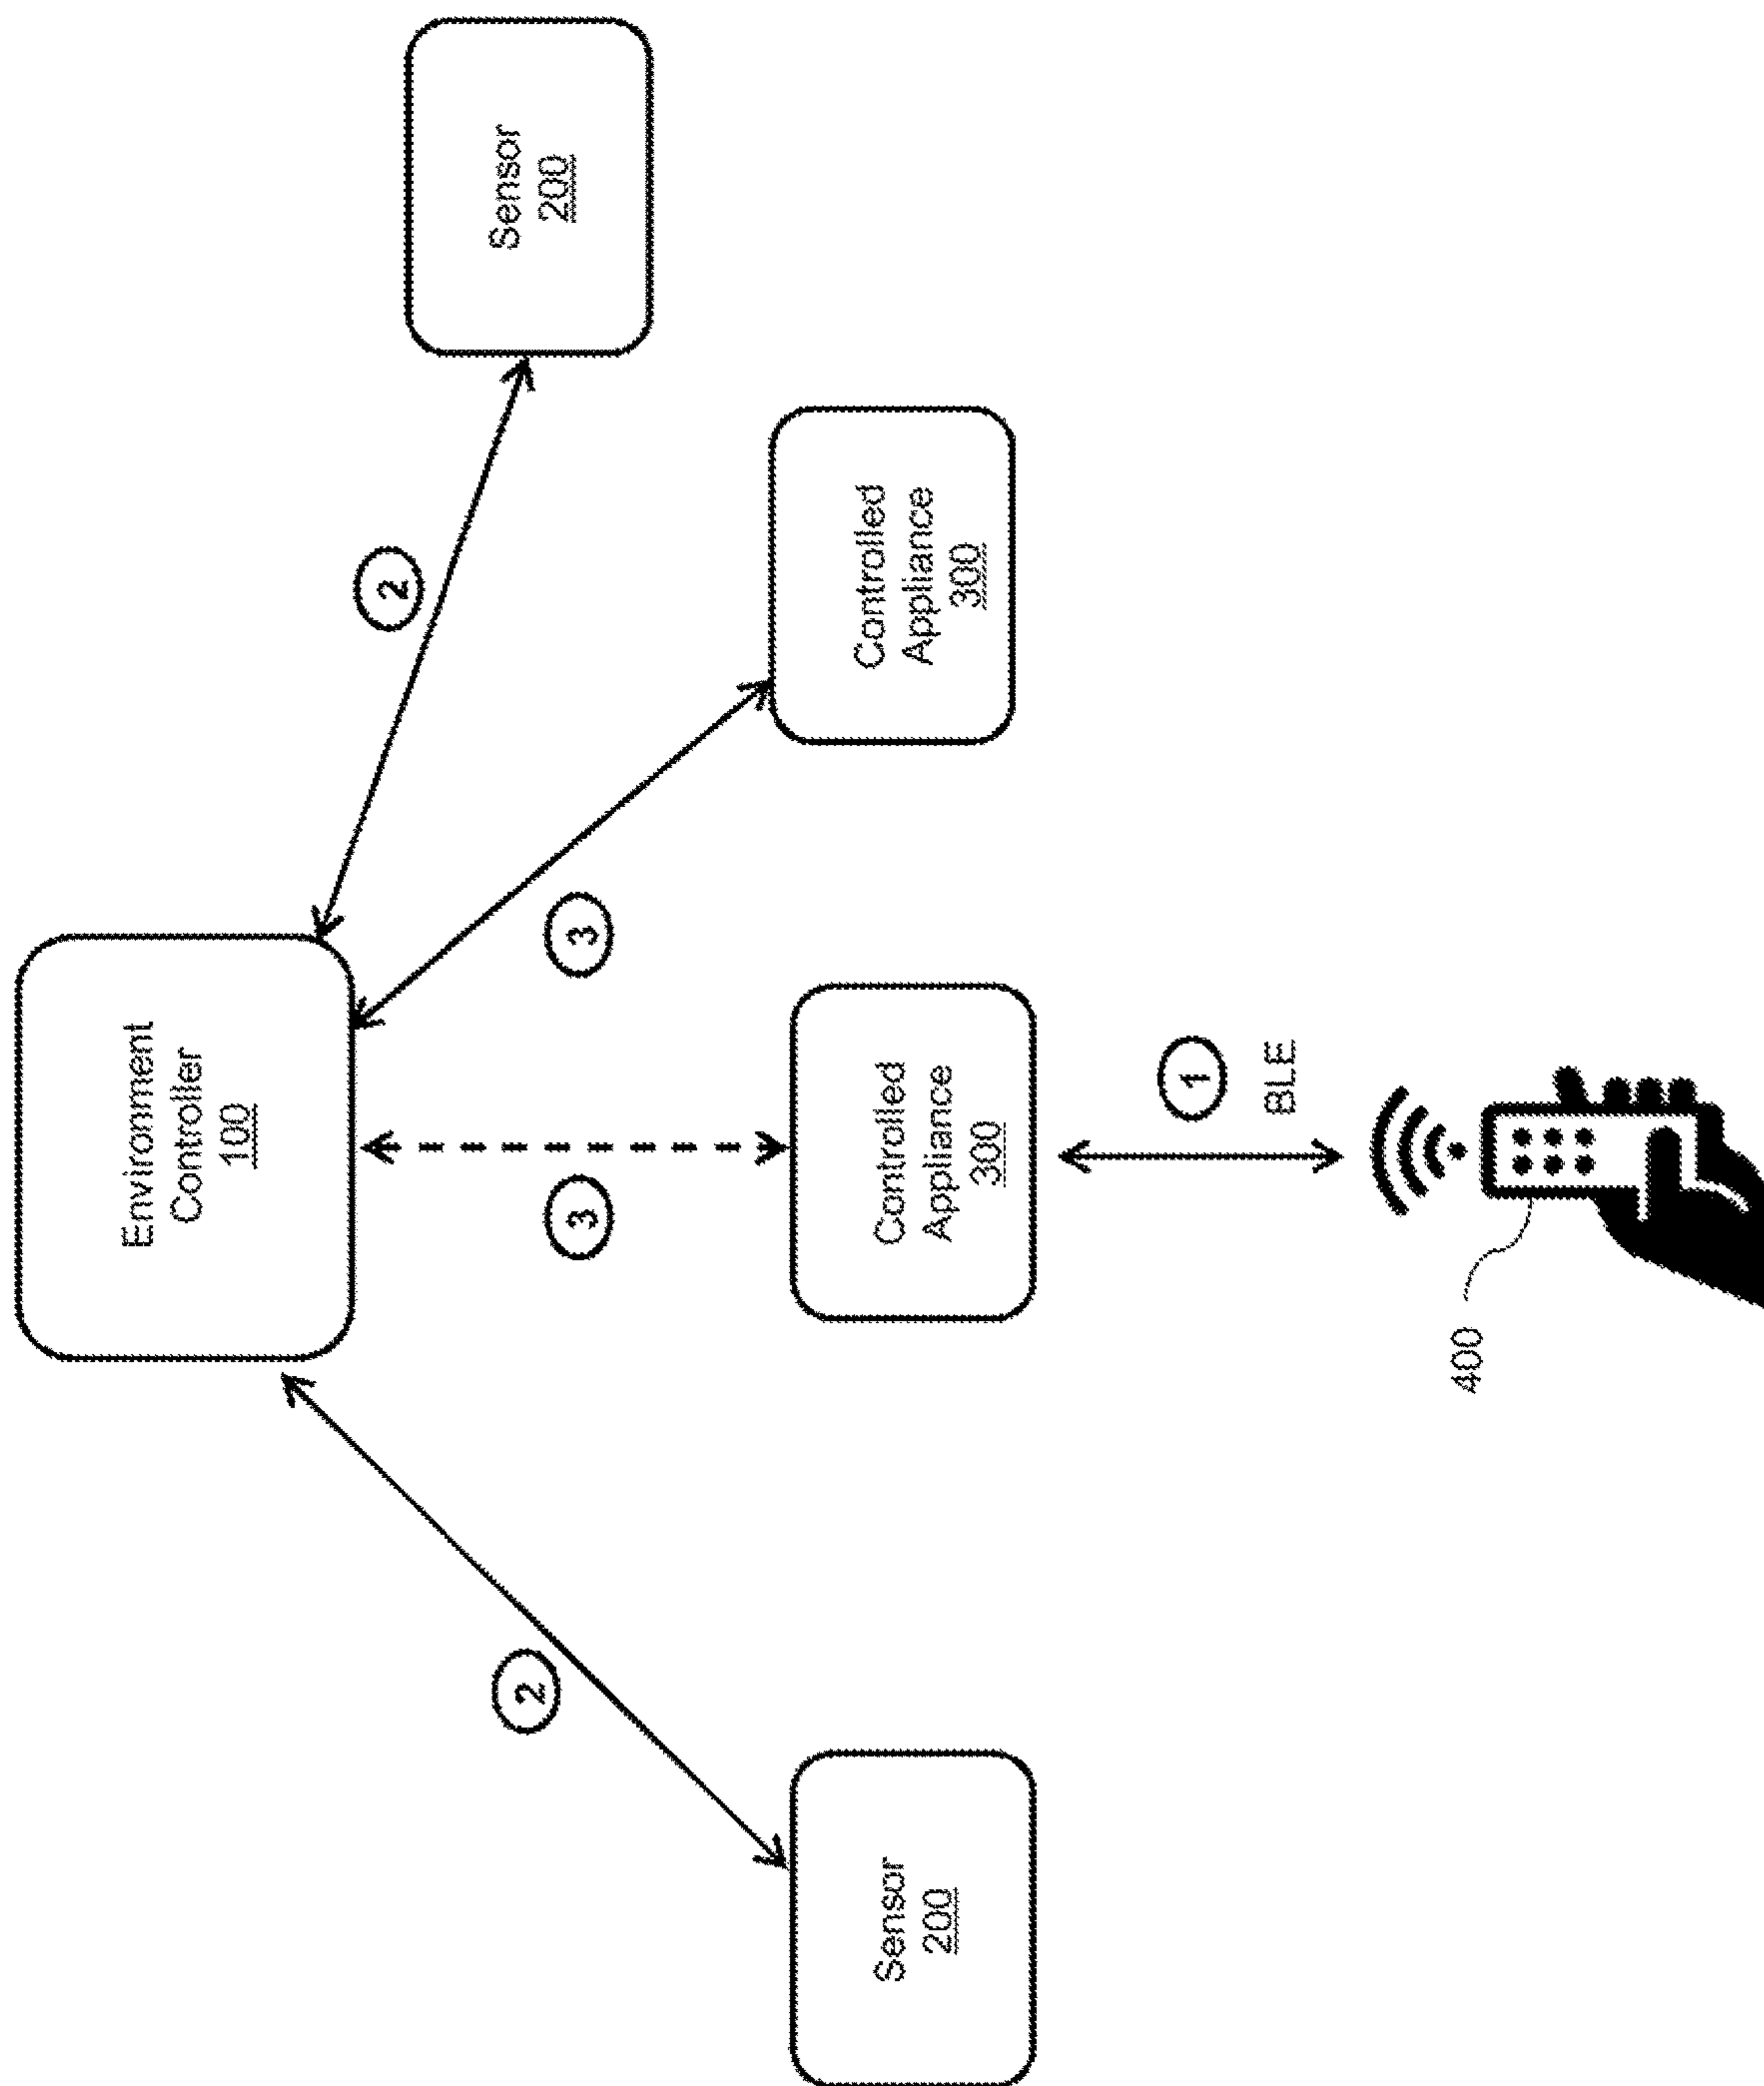 Environment
Controller
100
2
Sensor
200
3
Controlled
Appliance
300
3
Controlled
Appliance
300
2
Sensor
200
1
BLE
400